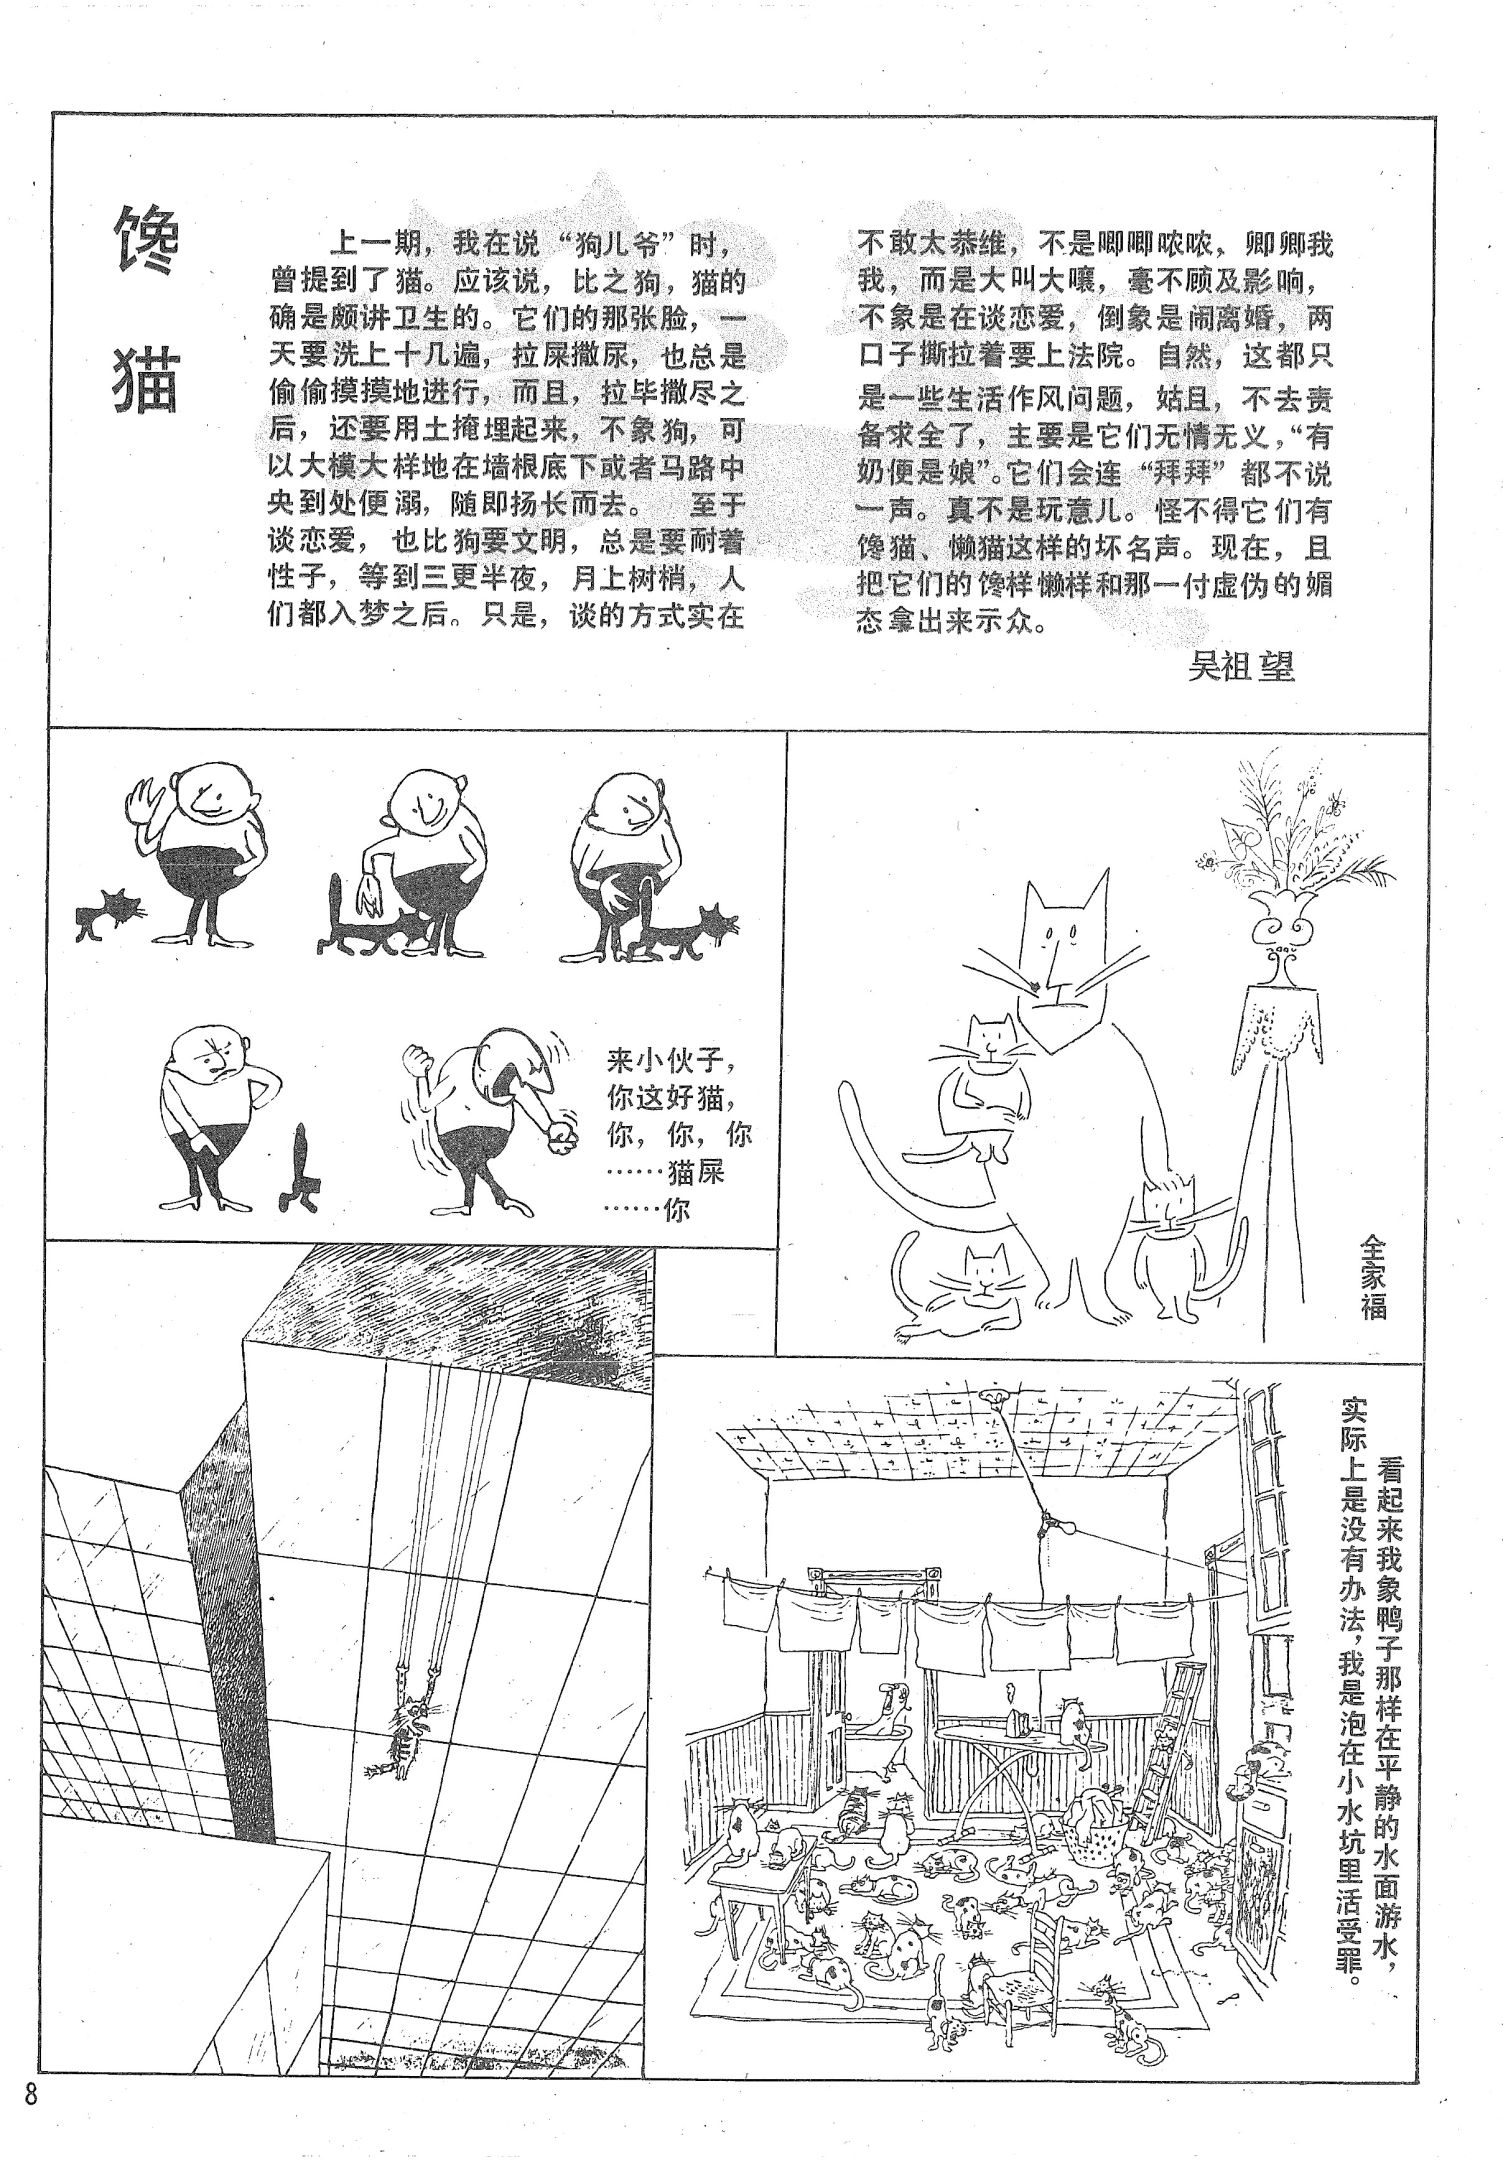 馋猫
上一期，我在说“狗儿爷”时，
曾提到了猫。应该说，比之狗，猫的
确是颇讲卫生的。它们的那张脸，一
天要洗上十几遍，拉屎撒尿，也总是
偷偷摸摸地进行，而且，拉毕撒尽之
后，还要用土掩埋起来，不象狗，可
以大模大样地在墙根底下或者马路中
央到处便溺，随即扬长而去。 至于
谈恋爱，也比狗要文明，总是要耐着
性子，等到三更半夜，月上树梢，人
们都入梦之后。只是，谈的方式实在
不敢太恭维，不是唧唧哝哝，卿卿我
我，而是大叫大嚷，毫不顾及影响，
不象是在谈恋爱，倒象是闹离婚，两
口子撕拉着要上法院。自然，这都只
是一些生活作风问题，姑且，不去责
备求全了，主要是它们无情无义，“有
奶便是娘”。它们会连“拜拜”都不说
一声。真不是玩意儿。怪不得它们有
馋猫、懒猫这样的坏名声。现在，且
把它们的馋样懒样和那一付虚伪的媚
态拿出来示众。
吴祖望
来小伙子，
你这好猫，
你，你，你
……猫屎
……你
全家福
看起来我象鸭子那样在平静的水面游水，
实际上是没有办法，我是泡在小水坑里活受罪。
8